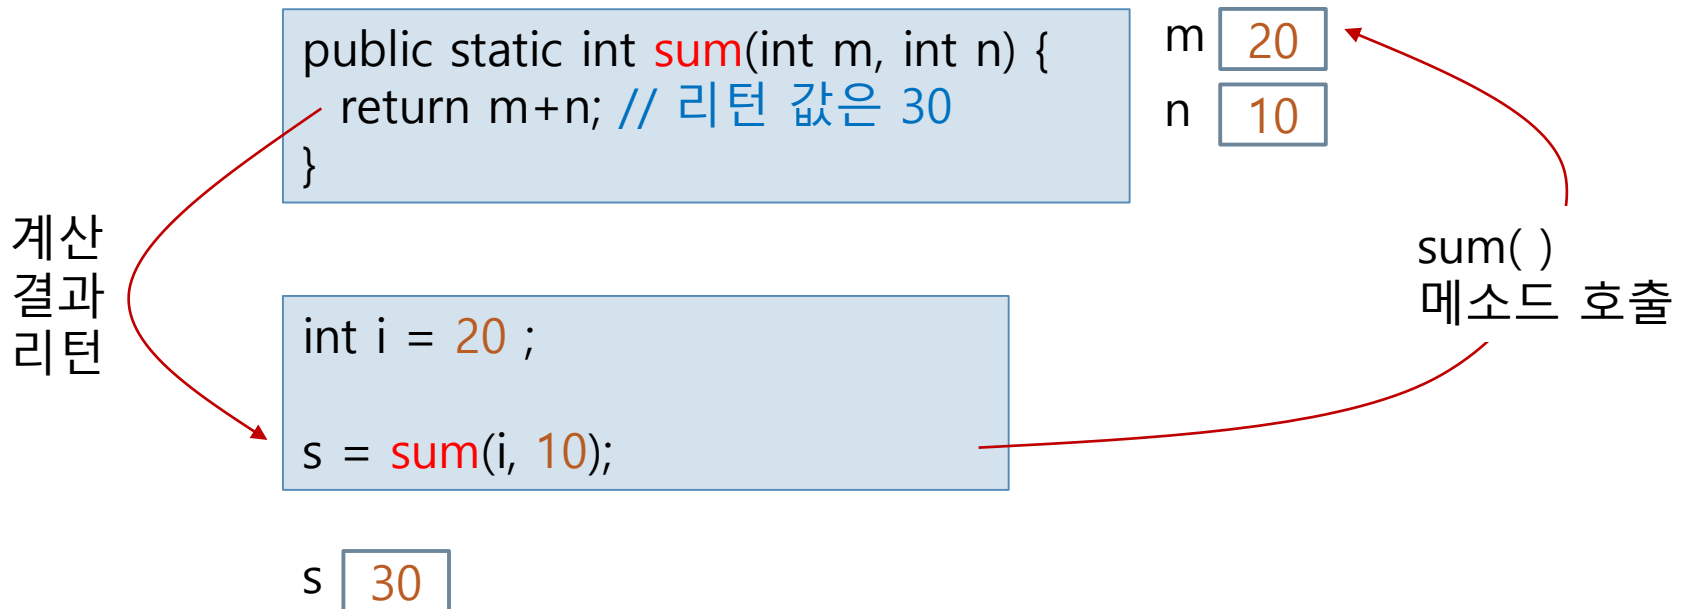 public static int sum(int m, int n) {
return m+n; // 리턴 값은 30
}
m 20
n 10
계산
결과
리턴
sum( )
메소드 호출
int i = 20 ;
s = sum(i, 10);
s 30